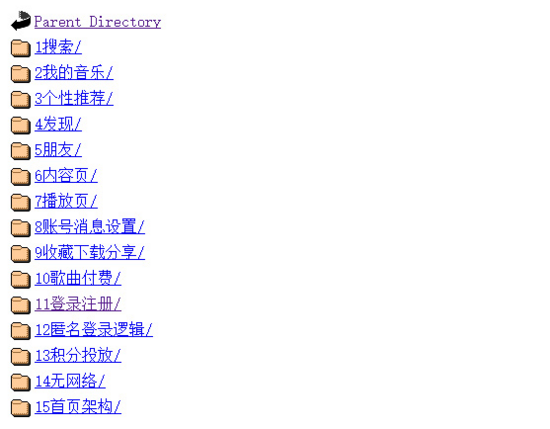 Parent Directory
1搜索/
2我的音乐/
3个性推荐/
4发现/
5朋友/
6内容页/
7播放页/
8账号消息设置/
9收藏下载分享/
10歌曲付费/
11登录注册/
12匿名登录逻辑/
13积分投放/
14无网络/
15首页架构/